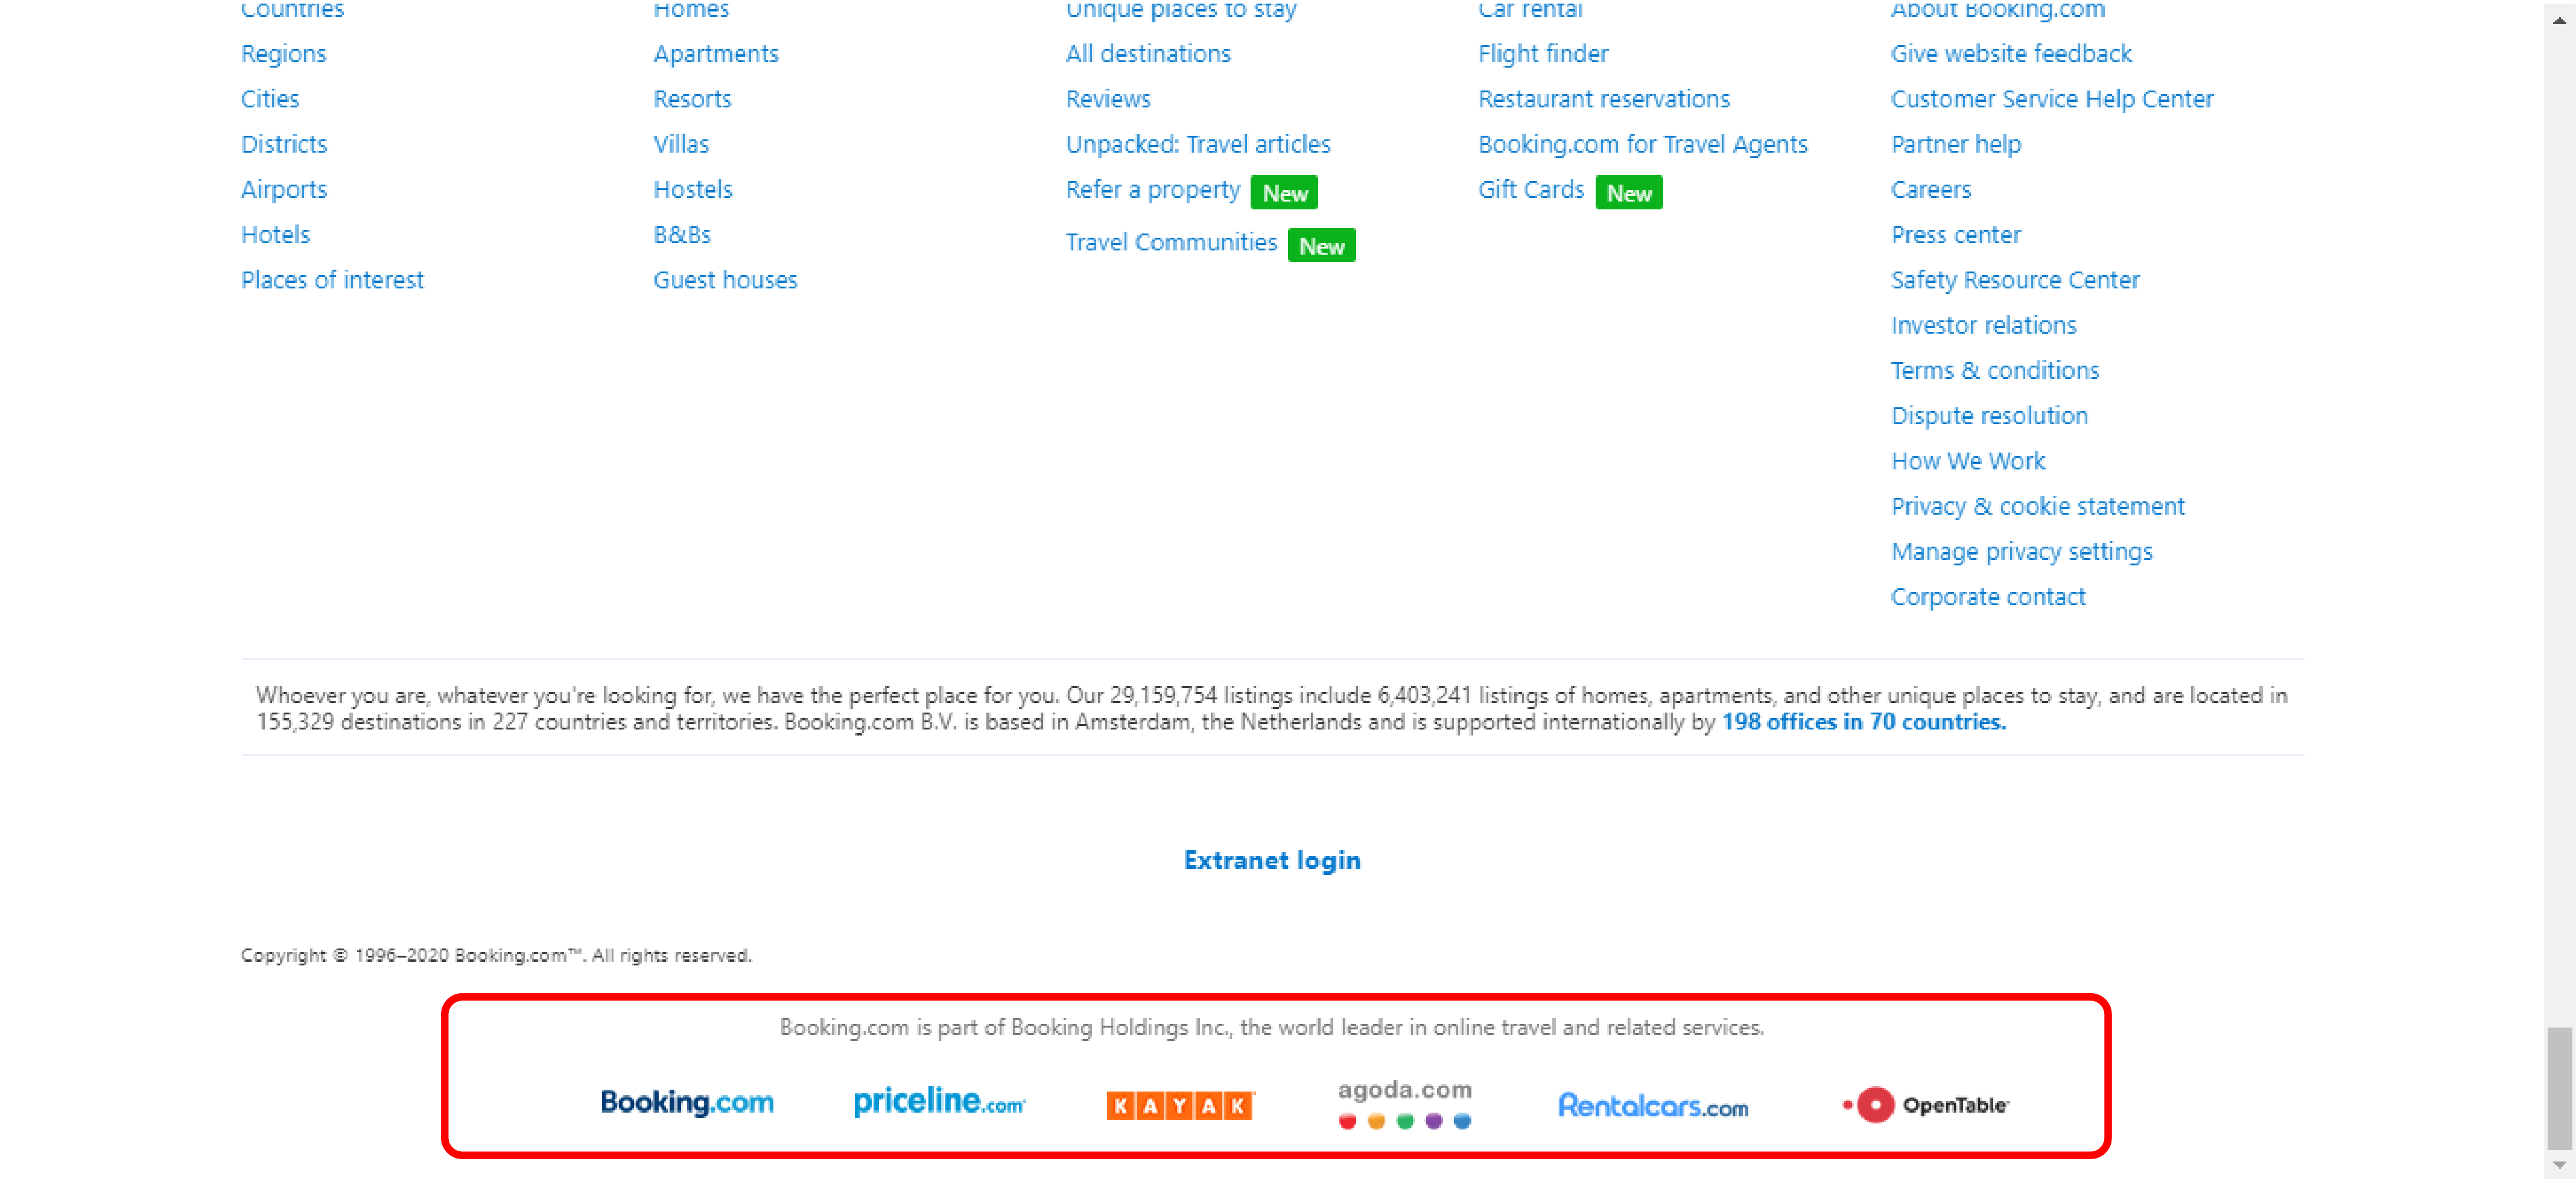 Countries
Regions
Cities
Districts
Airports
Hotels
Places of interest
Homes
Apartments
Resorts
Villas
Hostels
B&Bs
Guest houses
Unique places to stay
All destinations
Reviews
Unpacked: Travel articles
Refer a property New
Travel Communities New
Car rental
Flight finder
Restaurant reservations
Booking.com for Travel Agents
Gift Cards New
About Booking.com
Give website feedback
Customer Service Help Center
Partner help
Careers
Press center
Safety Resource Center
Investor relations
Terms & conditions
Dispute resolution
How We Work
Privacy & cookie statement
Manage privacy settings
Corporate contact
Whoever you are, whatever you're looking for, we have the perfect place for you. Our 29,159,754 listings include 6,403,241 listings of homes, apartments, and other unique places to stay, and are located in
155,329 destinations in 227 countries and territories. Booking.com B.V. is based in Amsterdam, the Netherlands and is supported internationally by 198 offices in 70 countries.
Extranet login
Copyright © 1996–2020 Booking.com™. All rights reserved.
Booking.com is part of Booking Holdings Inc., the world leader in online travel and related services.
Booking.com priceline.com KAYAK agoda.com Rentalcars.com OpenTable